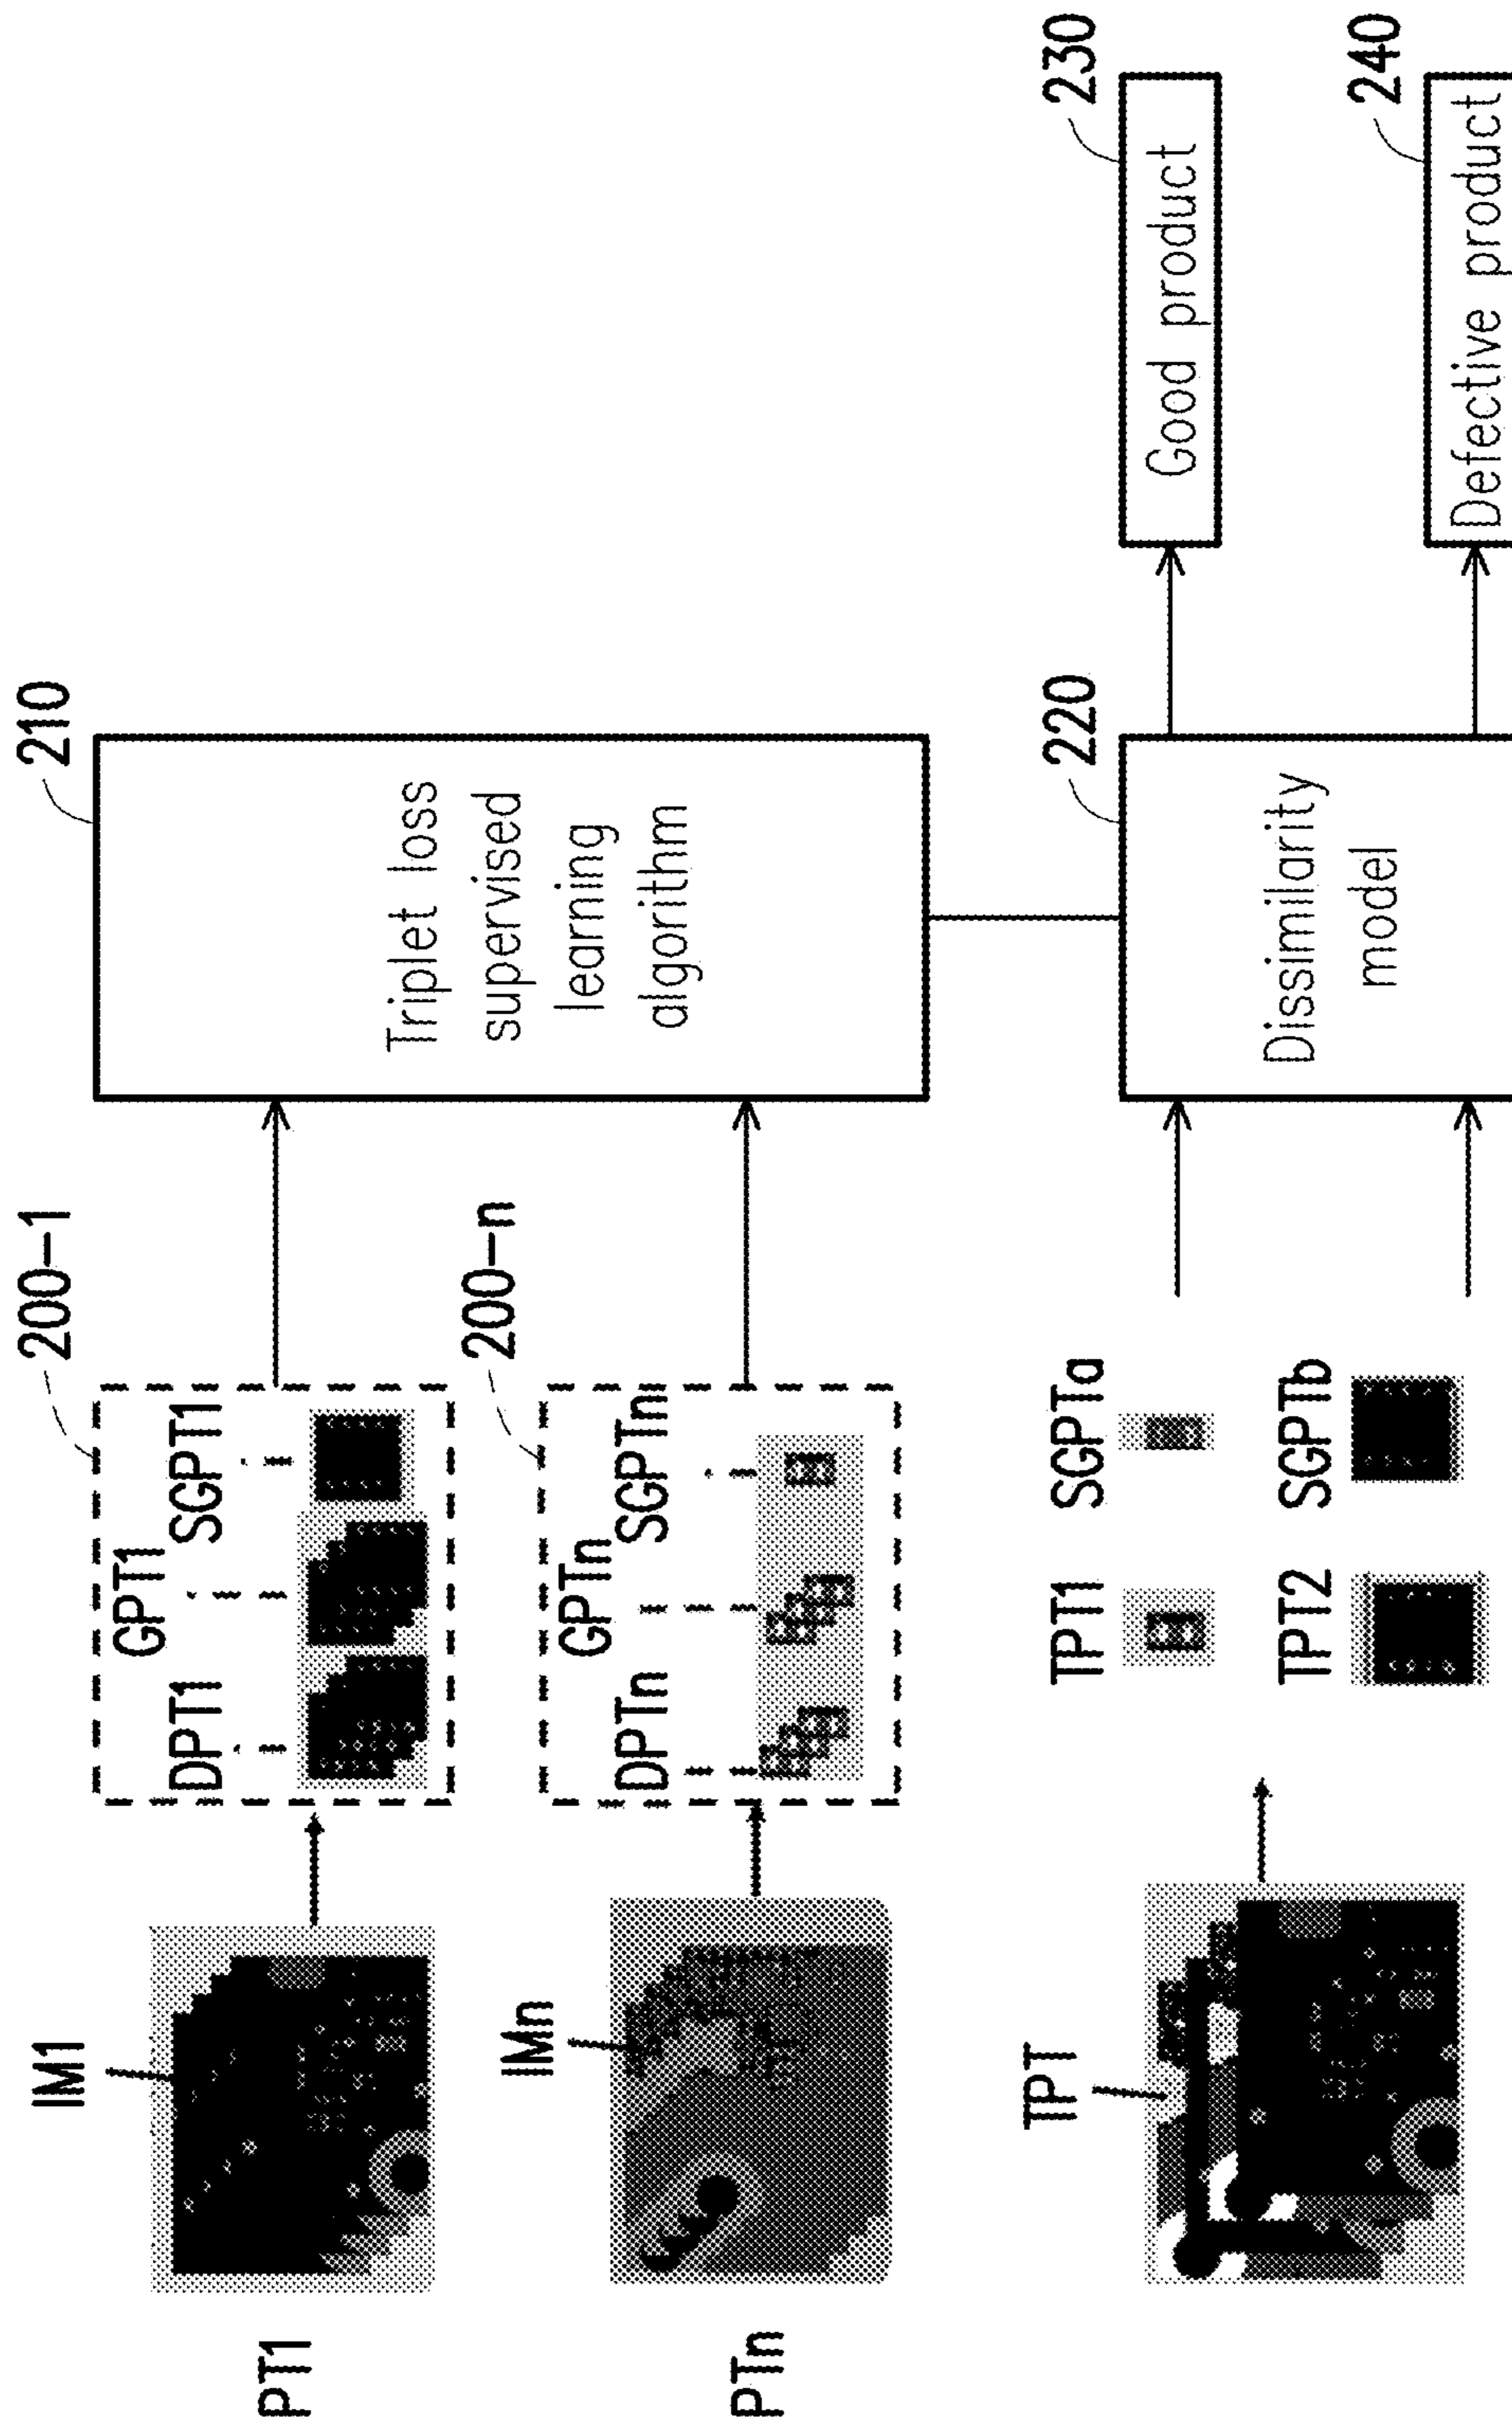 200-1
210
IM1
DPT1
GPT1
SGPT1
PT1
Triplet loss
supervised
learning
algorithm
200-n
IMn
DPTn
GPTn
SGPTn
PTn
TPT
TPT1
SGPTa
TPT2
SGPTb
220
Dissimilarity
model
230
Good product
240
Defective product